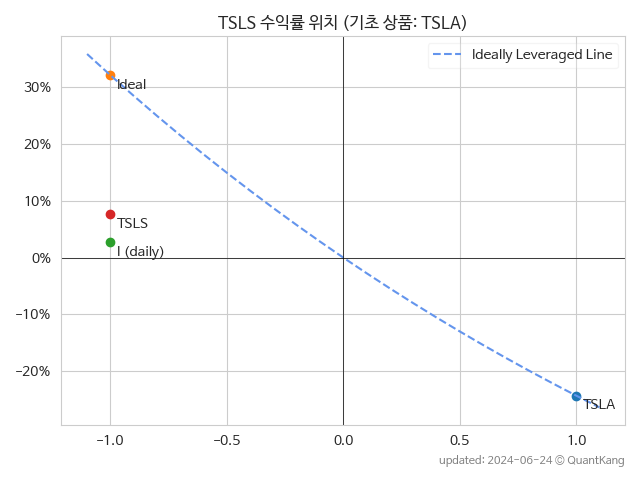 TSLS 수익률 위치 (기초 상품: TSLA)
Ideally Leveraged Line
30%
20%
10%
0%
−10%
−20%
Ideal
TSLS
I (daily)
TSLA
−1.0
−0.5
0.0
0.5
1.0
updated: 2024-06-24 © QuantKang